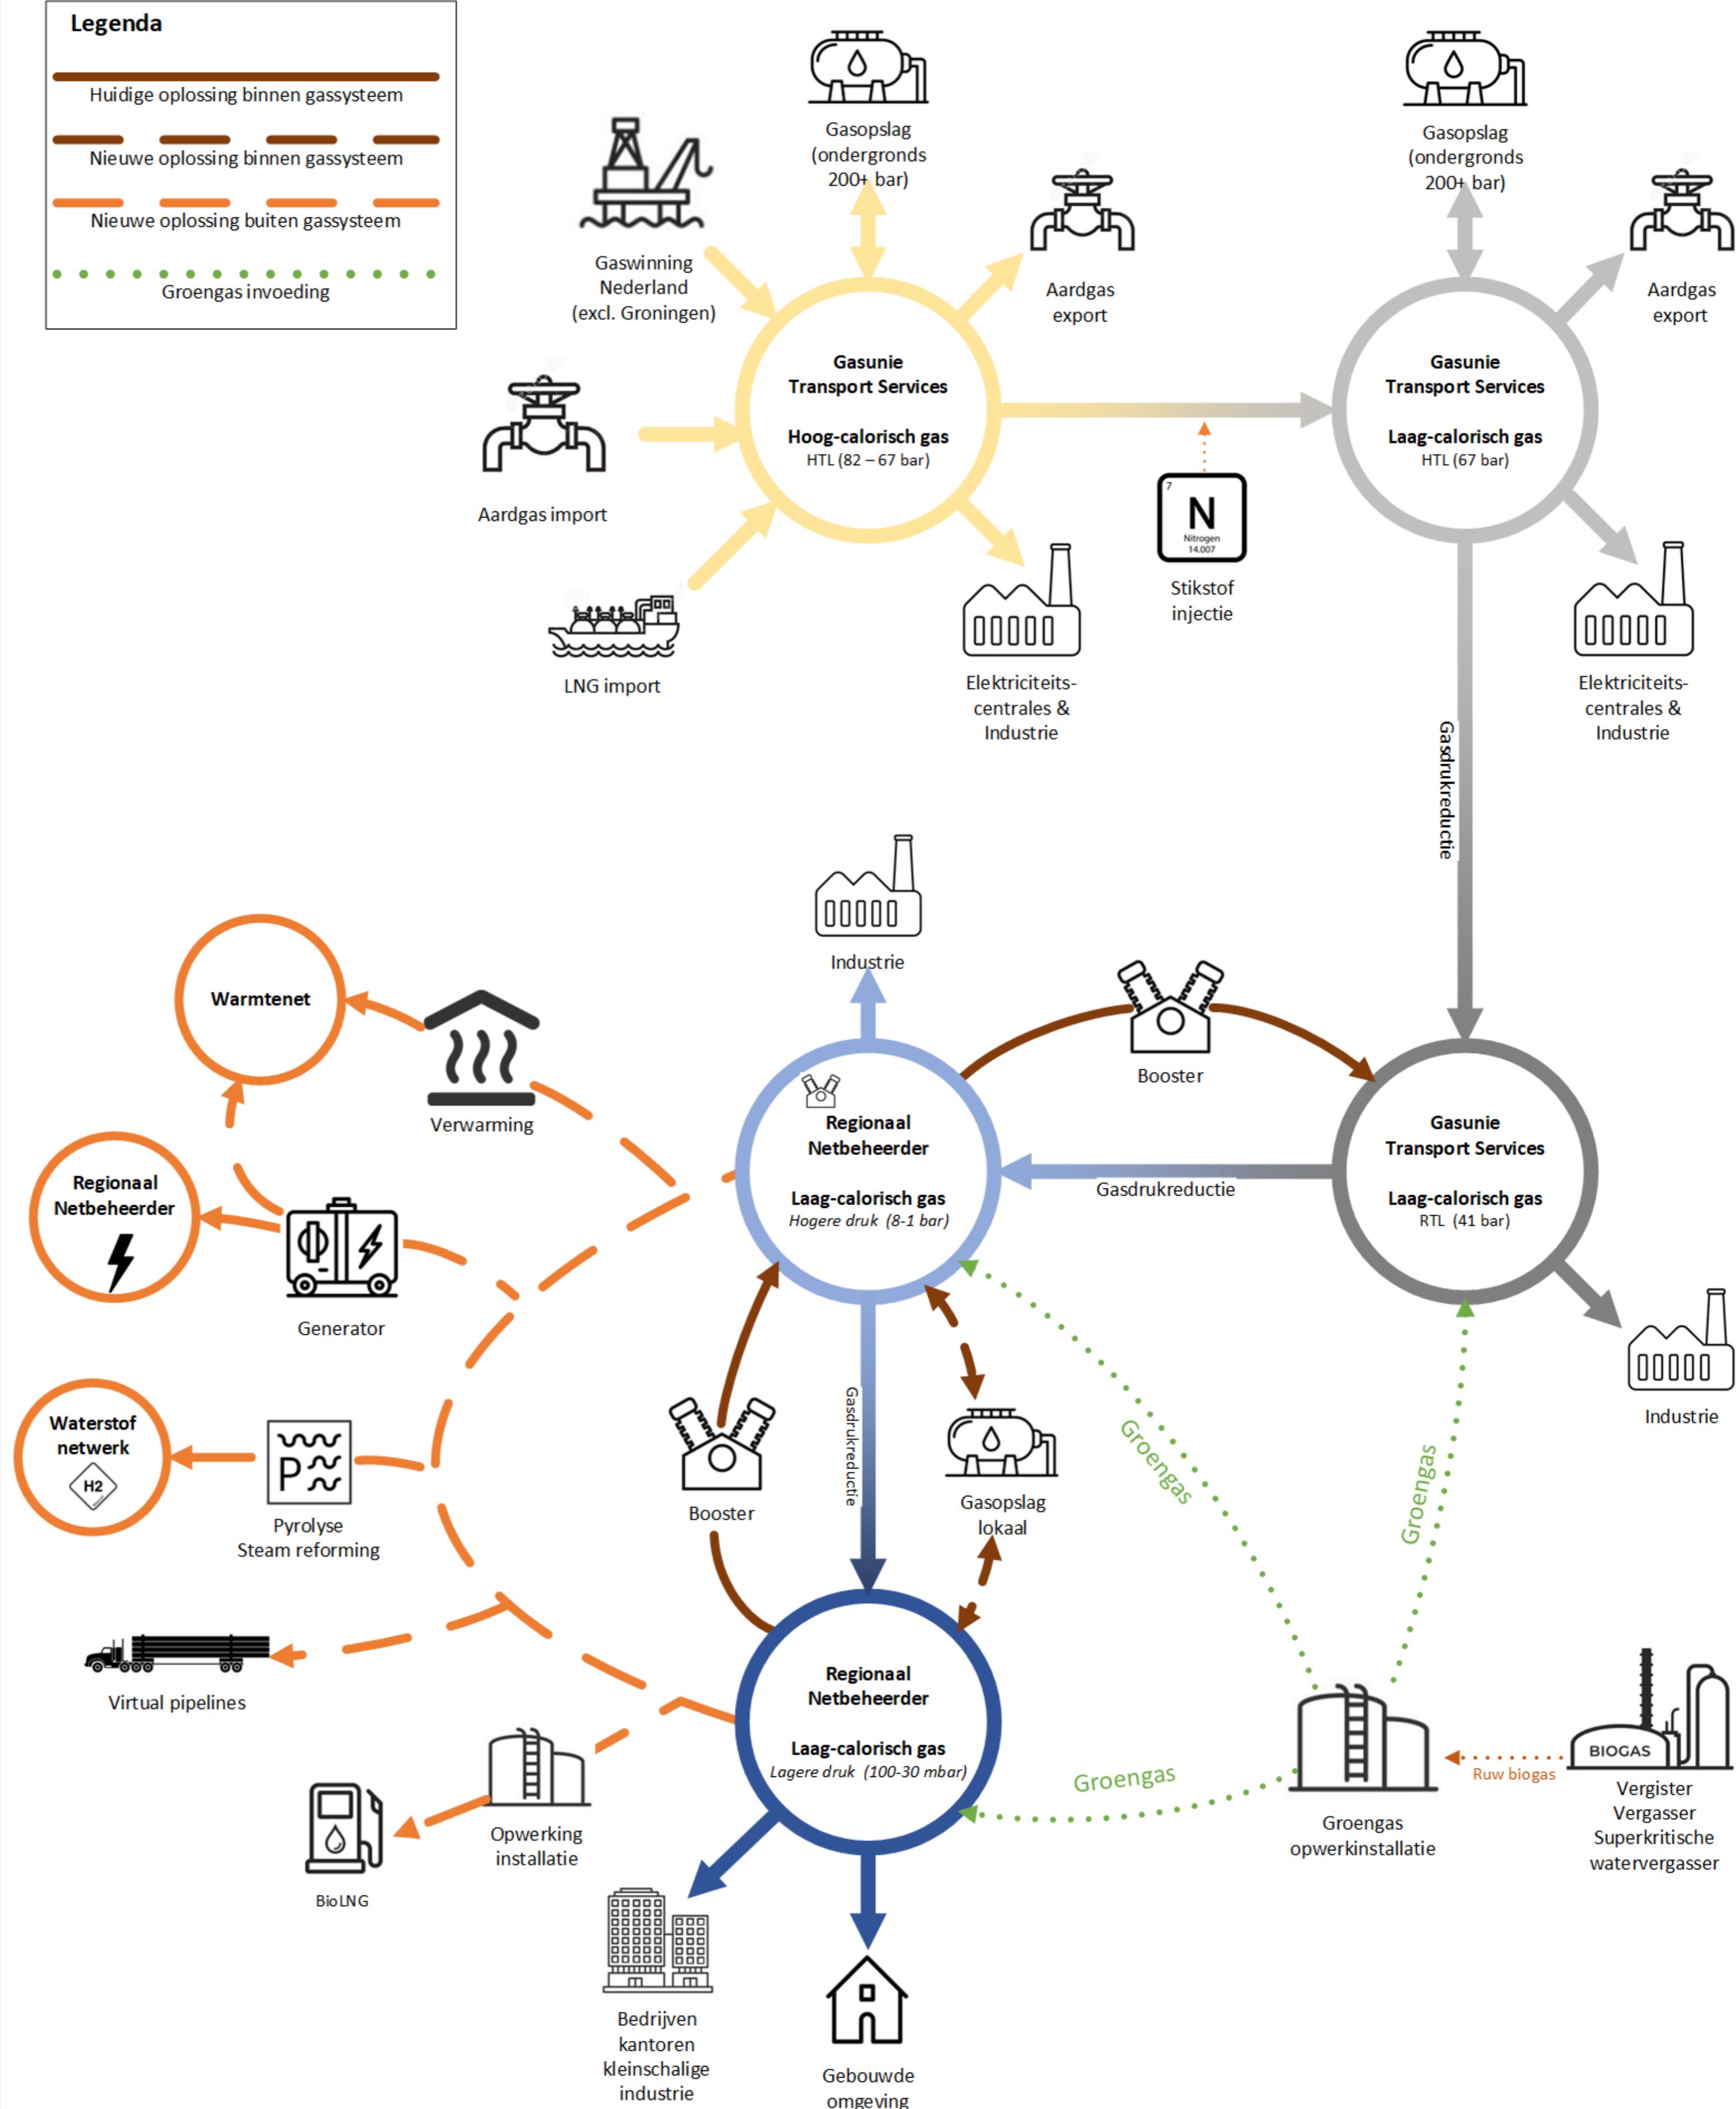 Legenda
Huidige oplossing binnen gassysteem
Nieuwe oplossing binnen gassysteem
Nieuwe oplossing buiten gassysteem
Groengas invoeding
Gasopslag
(ondergronds
200+ bar)
Gasopslag
(ondergronds
200+ bar)
Gaswinning
Nederland
(excl. Groningen)
Aardgas
export
Aardgas
export
Gasunie
Transport Services
Hoog-calorisch gas
HTL (82 – 67 bar)
Gasunie
Transport Services
Laag-calorisch gas
HTL (67 bar)
Aardgas import
7
N
Nitrogen
14.007
Stikstof
injectie
LNG import
Elektriciteits-
centrales &
Industrie
Elektriciteits-
centrales &
Industrie
Gasdrukreductie
Industrie
Warmtenet
Verwarming
Booster
Regionaal
Netbeheerder
Laag-calorisch gas
Hogere druk (8-1 bar)
Gasdrukreductie
Gasunie
Transport Services
Laag-calorisch gas
RTL (41 bar)
Regionaal
Netbeheerder
Generator
Industrie
Waterstof
netwerk
H2
P
Pyrolyse
Steam reforming
Booster
Gasdrukreductie
Gasopslag
lokaal
Groengas
Groengas
Virtual pipelines
Regionaal
Netbeheerder
Laag-calorisch gas
Lagere druk (100-30 mbar)
Groengas
Groengas
opwerkinstallatie
Ruw biogas
BIOGAS
Vergister
Vergasser
Superkritische
watervergasser
Opwerking
installatie
BioLNG
Bedrijven
kantoren
kleinschalige
industrie
Gebouwde
omgeving